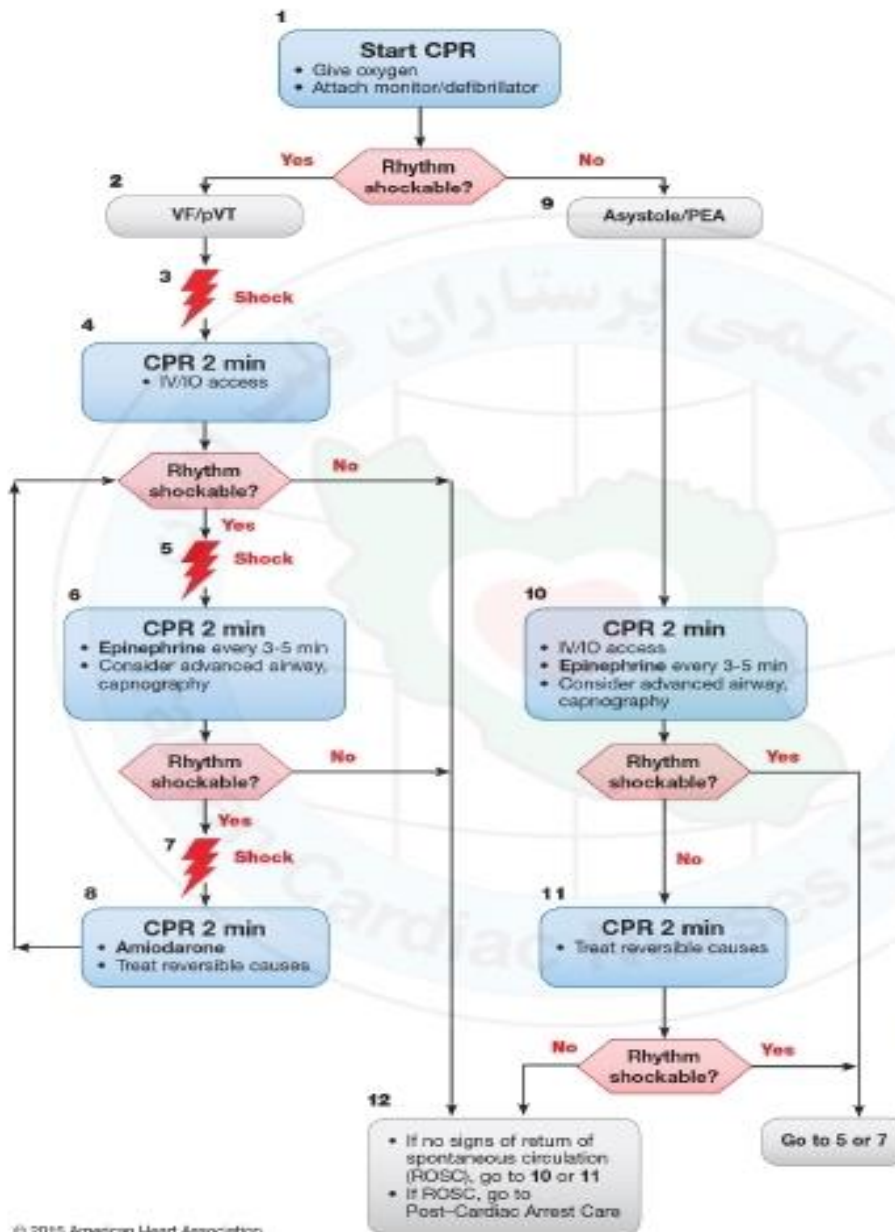 1
Start CPR
• Give oxygen
• Attach monitor/defibrillator
Yes
Rhythm
shockable?
No
2
VF/pVT
9
Asystole/PEA
3
Shock
4
CPR 2 min
• IV/IO access
Rhythm
shockable?
No
Yes
5
Shock
6
CPR 2 min
• Epinephrine every 3-5 min
• Consider advanced airway,
capnography
10
CPR 2 min
• IV/IO access
• Epinephrine every 3-5 min
• Consider advanced airway,
capnography
Rhythm
shockable?
No
Yes
Rhythm
shockable?
Yes
No
7
Shock
8
CPR 2 min
• Amiodarone
• Treat reversible causes
11
CPR 2 min
• Treat reversible causes
No
Rhythm
shockable?
Yes
12
• If no signs of return of
spontaneous circulation
(ROSC), go to 10 or 11
• If ROSC, go to
Post–Cardiac Arrest Care
Go to 5 or 7
© 2015 American Heart Association
علمی پرستاران
Cardiac Nurses